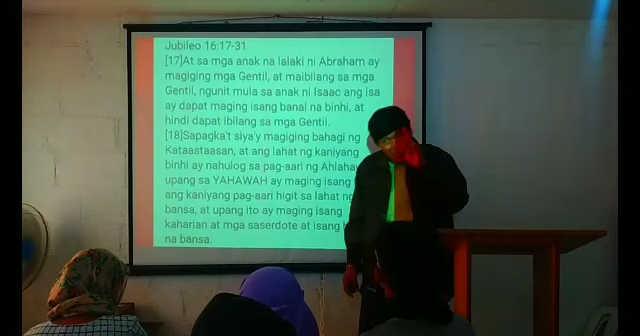 Jubileo 16:17-31
[17]At sa mga anak na lalaki ni Abraham ay
magiging mga Gentil, at maibilang sa mga
Gentil, ngunit mula sa anak ni Isaac ang isa
ay dapat maging isang banal na binhi, at
hindi dapat ibilang sa mga Gentil.
[18]Sapagka't siya'y magiging bahagi ng
Kataastaasan, at ang lahat ng kaniyang
binhi ay nahulog sa pag-aari ng
upang sa YAHAWAH ay maging isang
ang kaniyang pag-aari higit sa lahat ng
bansa, at upang ito ay maging isang
kaharian at mga saserdote at isang
na bansa.